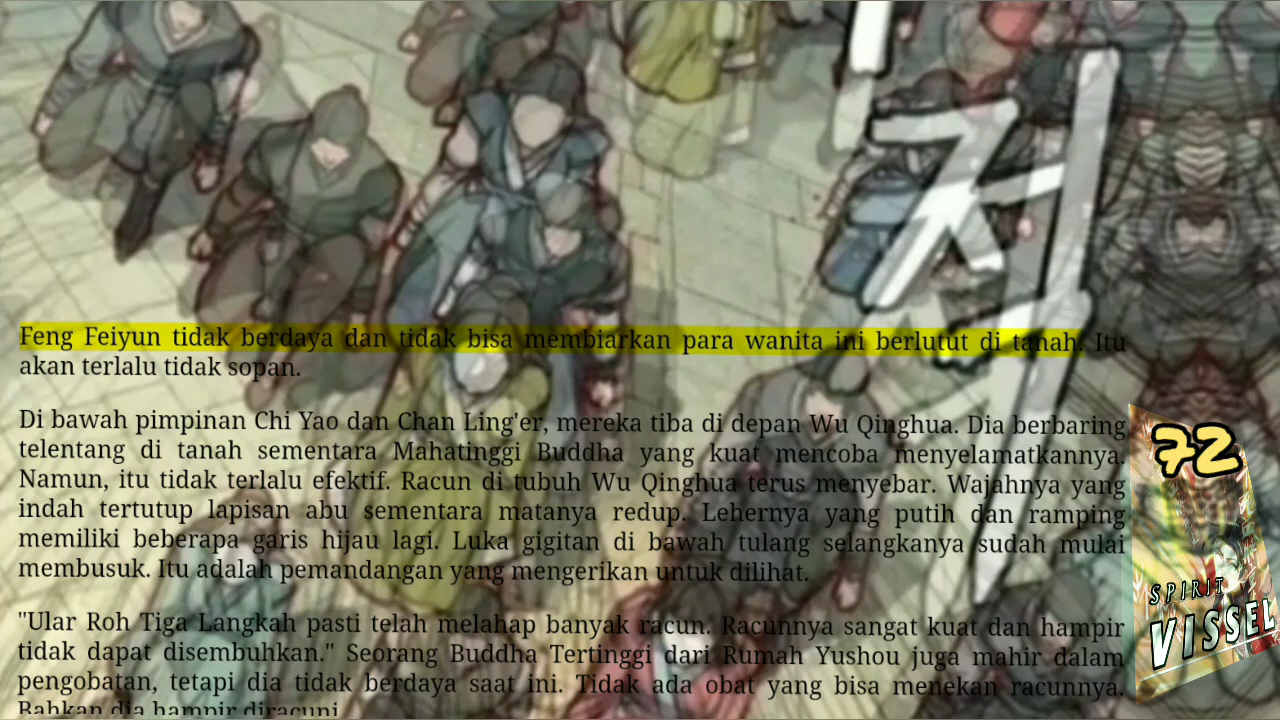 Feng Feiyun tidak berdaya dan tidak bisa membiarkan para wanita ini berlutut di tanah. Itu
akan terlalu tidak sopan.
Di bawah pimpinan Chi Yao dan Chan Ling'er, mereka tiba di depan Wu Qinghua. Dia berbaring
telentang di tanah sementara Mahatinggi Buddha yang kuat mencoba menyelamatkannya.
Namun, itu tidak terlalu efektif. Racun di tubuh Wu Qinghua terus menyebar. Wajahnya yang
indah tertutup lapisan abu sementara matanya redup. Lehernya yang putih dan ramping
memiliki beberapa garis hijau lagi. Luka gigitan di bawah tulang selangkanya sudah mulai
membusuk. Itu adalah pemandangan yang mengerikan untuk dilihat.
"Ular Roh Tiga Langkah pasti telah melahap banyak racun. Racunnya sangat kuat dan hampir
tidak dapat disembuhkan." Seorang Buddha Tertinggi dari Rumah Yushou juga mahir dalam
pengobatan, tetapi dia tidak berdaya saat ini. Tidak ada obat yang bisa menekan racunnya.
Bahkan dia hampir diracuni.
72
SPIRIT
VISSEL